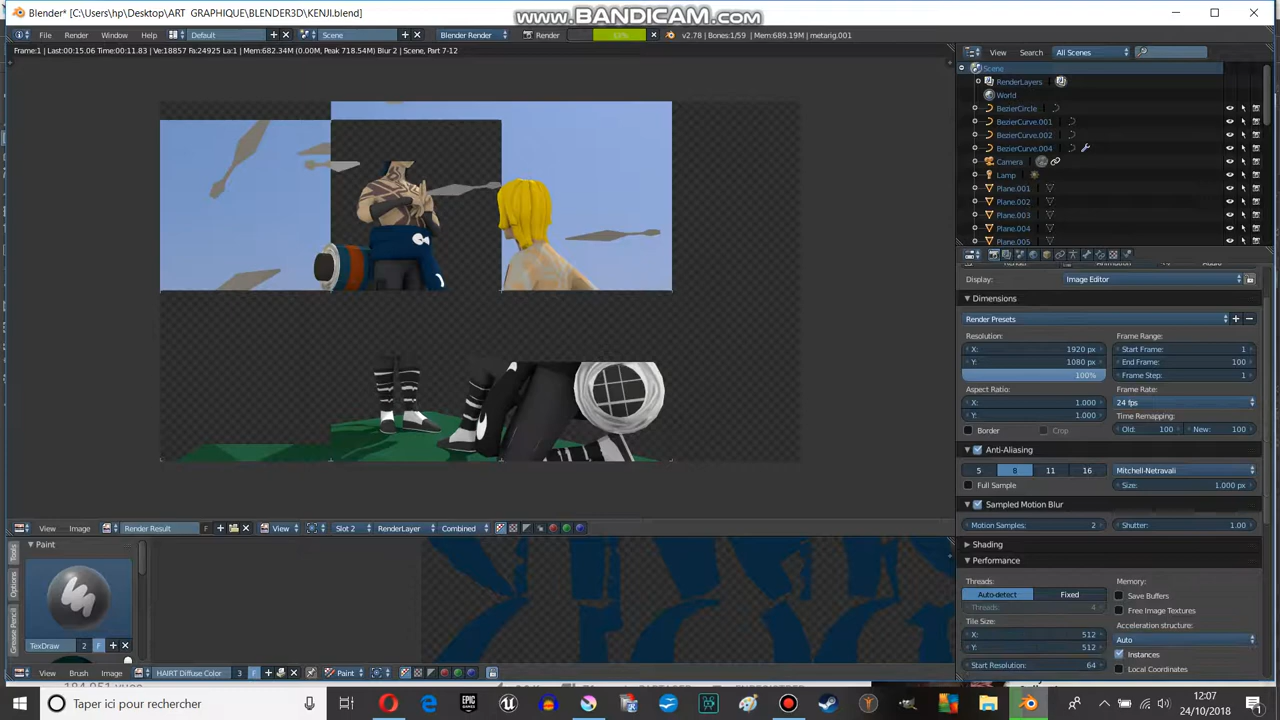 Blender* [C:\Users\hp\Desktop\ART GRAPHIQUE\BLENDER3D\KENJI.blend]
www.BANDICAM.com
File Render Window Help Default Scene Blender Render Render 13% v2.78 | Bones:1/59 | Mem:689.19M | metarig.001
Frame:1 | Last:00:15.06 Time:00:11.83 | Ve:18857 Fa:24925 La:1 | Mem:682.34M (0.00M, Peak 718.54M) Blur 2 | Scene, Part 7-12
View Search All Scenes
Scene
RenderLayers
World
BezierCircle
BezierCurve.001
BezierCurve.002
BezierCurve.004
Camera
Lamp
Plane.001
Plane.002
Plane.003
Plane.004
Plane.005
Display: Image Editor
Dimensions
Render Presets
Resolution: Frame Range:
X: 1920 px Start Frame: 1
Y: 1080 px End Frame: 100
100% Frame Step: 1
Aspect Ratio: Frame Rate:
X: 1.000 24 fps
Y: 1.000 Time Remapping:
Border Crop Old: 100 New: 100
Anti-Aliasing
5 8 11 16 Mitchell-Netravali
Full Sample Size: 1.000 px
Sampled Motion Blur
Motion Samples: 2 Shutter: 1.00
Shading
Performance
Threads: Memory:
Auto-detect Fixed Save Buffers
Threads: 4 Free Image Textures
Tile Size: Acceleration structure:
X: 512 Auto
Y: 512 Instances
Start Resolution: 64 Local Coordinates
View Image Render Result F View Slot 2 RenderLayer Combined
Paint
Tools
Options
Grease Pencil
TexDraw 2 F
View Brush Image HAIRT Diffuse Color 3 F Paint
Taper ici pour rechercher
12:07
24/10/2018